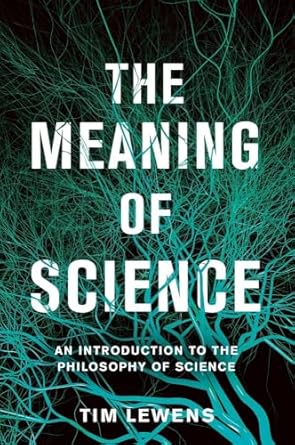 THE
MEANING
OF
SCIENCE
AN INTRODUCTION TO THE
PHILOSOPHY OF SCIENCE
TIM LEWENS